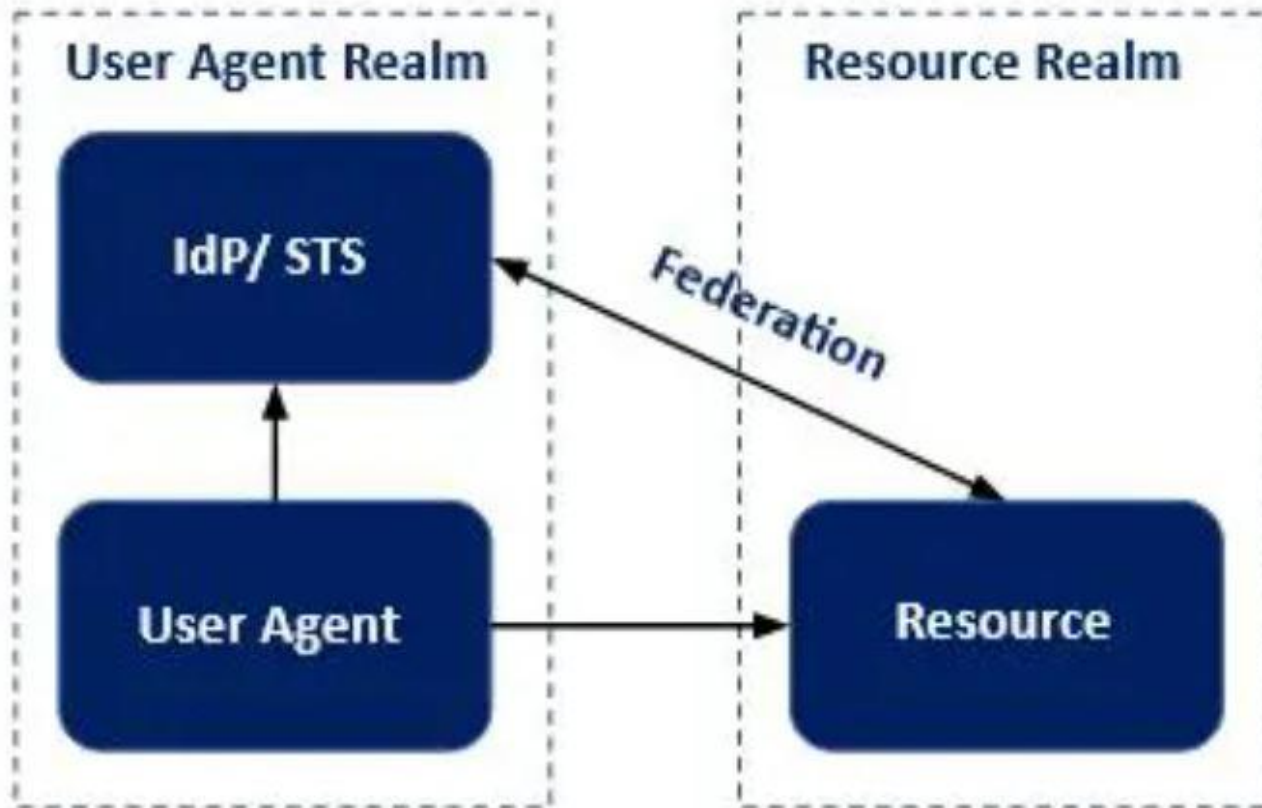 User Agent Realm
Resource Realm
IdP/ STS
Federation
User Agent
Resource